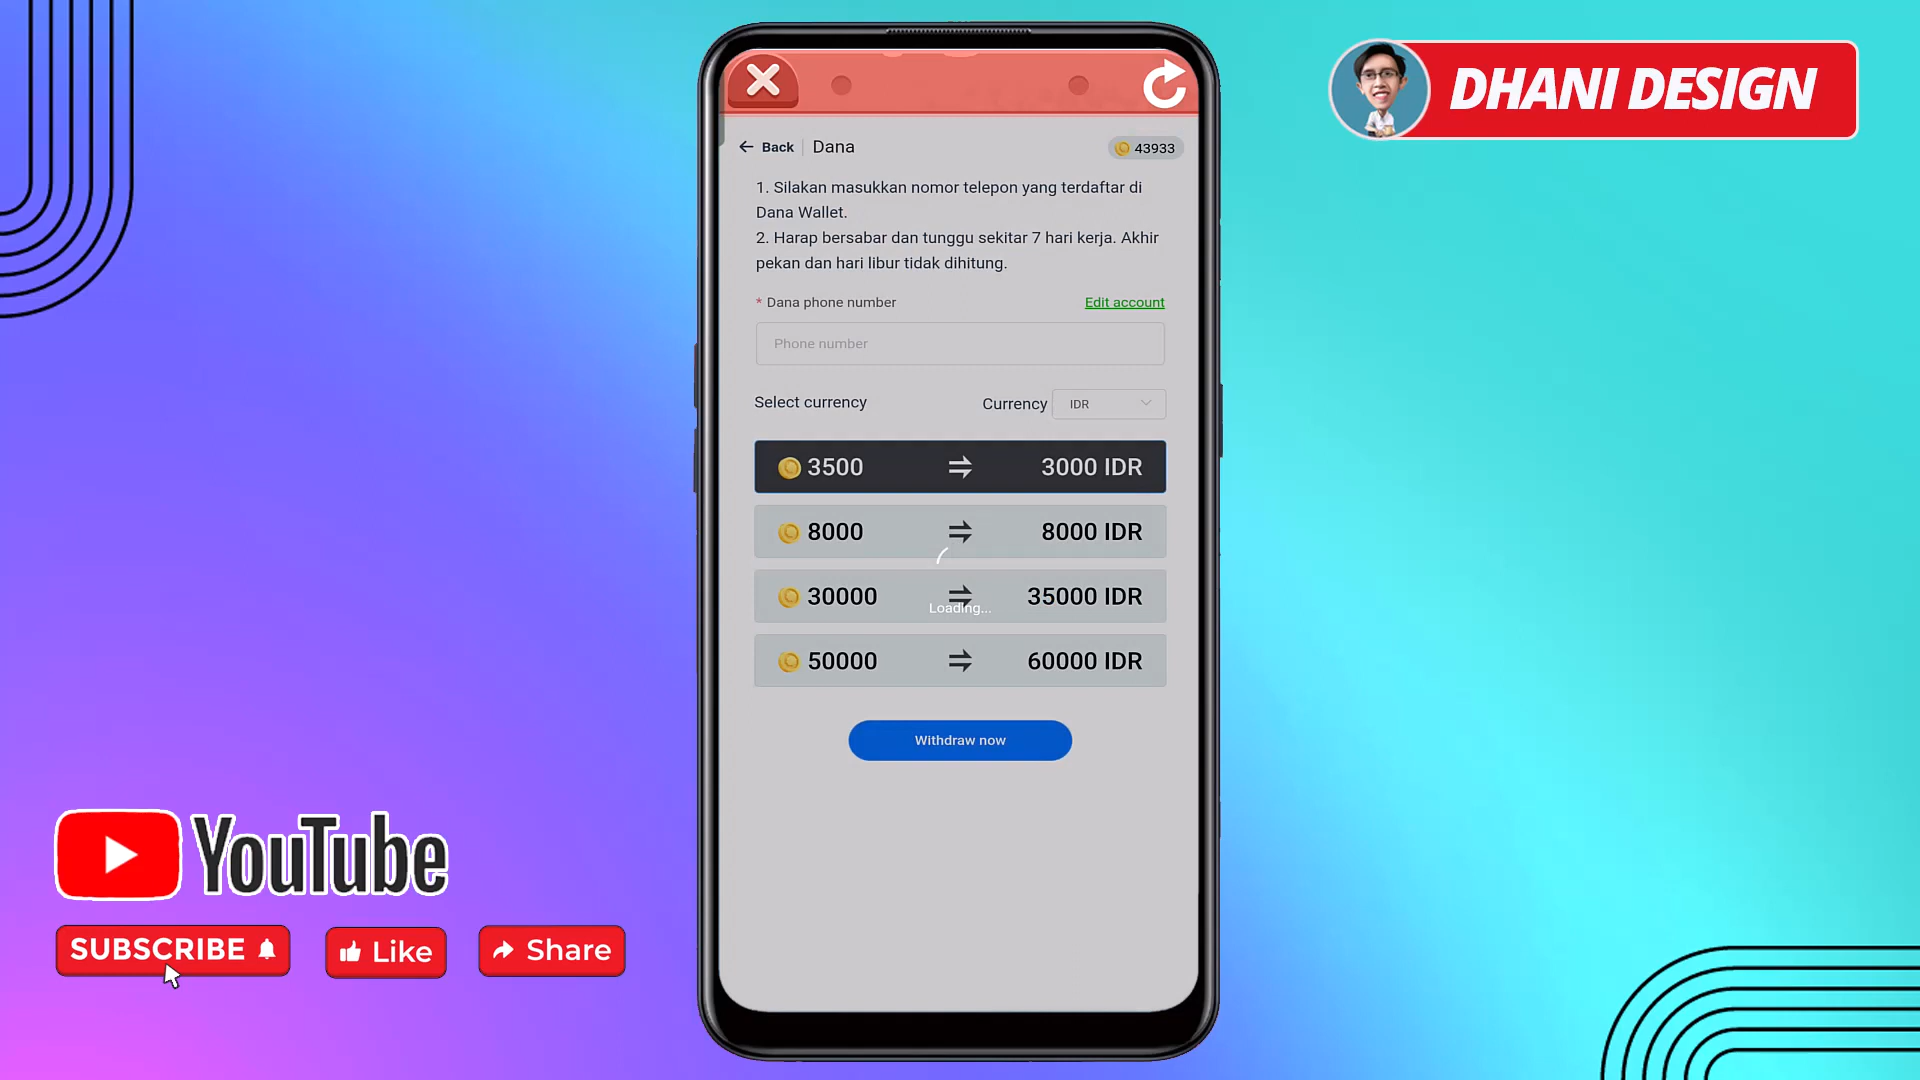 DHANI DESIGN
Back
Dana
43933
1. Silakan masukkan nomor telepon yang terdaftar di
Dana Wallet.
2. Harap bersabar dan tunggu sekitar 7 hari kerja. Akhir
pekan dan hari libur tidak dihitung.
* Dana phone number
Edit account
Phone number
Select currency
Currency
IDR
3500
3000 IDR
8000
8000 IDR
30000
35000 IDR
Loading...
50000
60000 IDR
Withdraw now
YouTube
SUBSCRIBE
Like
Share